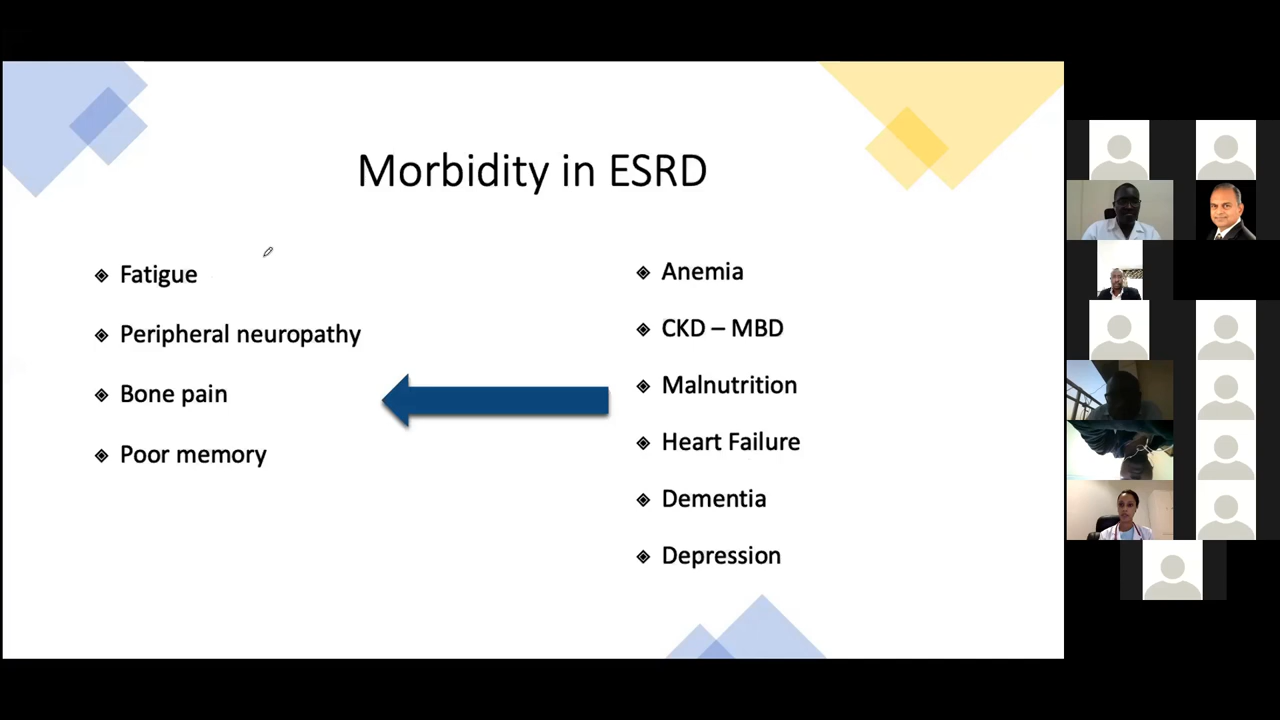 Morbidity in ESRD
Fatigue
Peripheral neuropathy
Bone pain
Poor memory
Anemia
CKD – MBD
Malnutrition
Heart Failure
Dementia
Depression